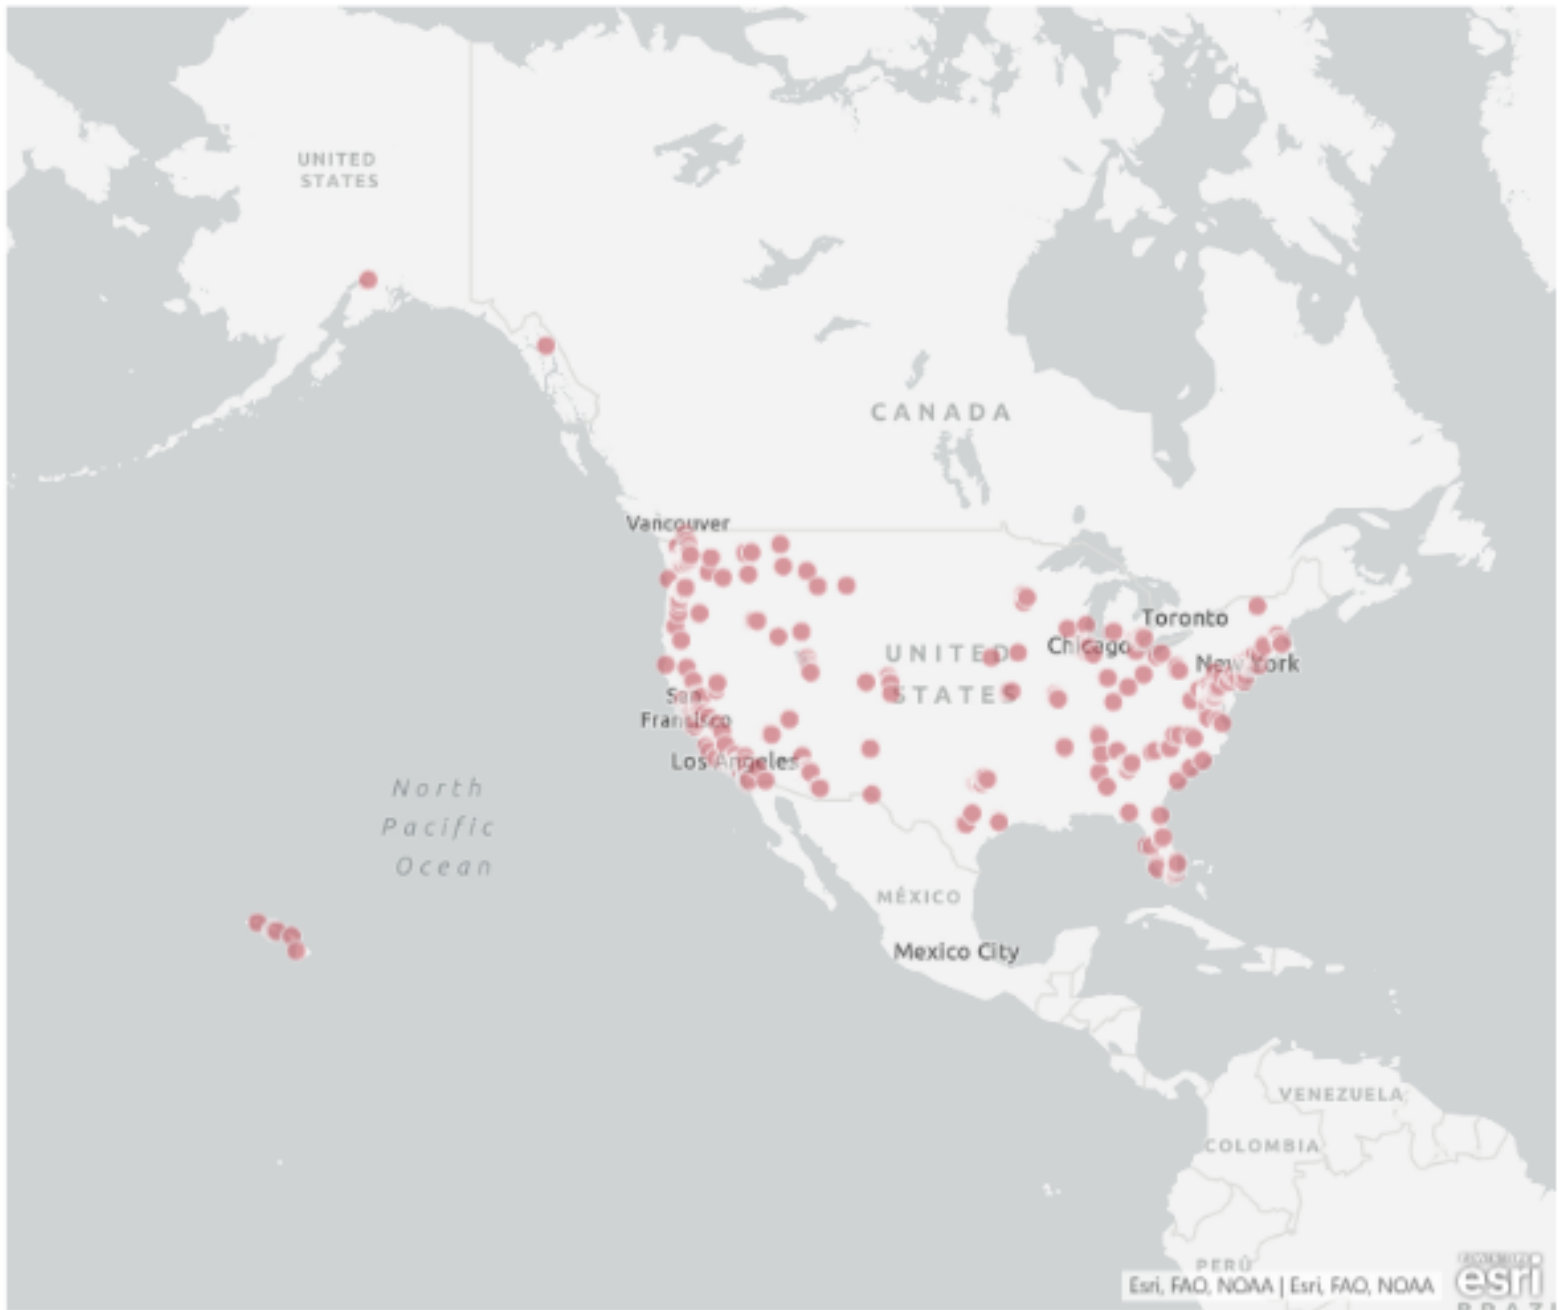 UNITED
STATES
CANADA
Vancouver
Toronto
Chicago
New York
UNITED
STATES
San
Francisco
Los Angeles
North
Pacific
Ocean
MÉXICO
Mexico City
VENEZUELA
COLOMBIA
PERÚ
esri
Esri, FAO, NOAA | Esri, FAO, NOAA